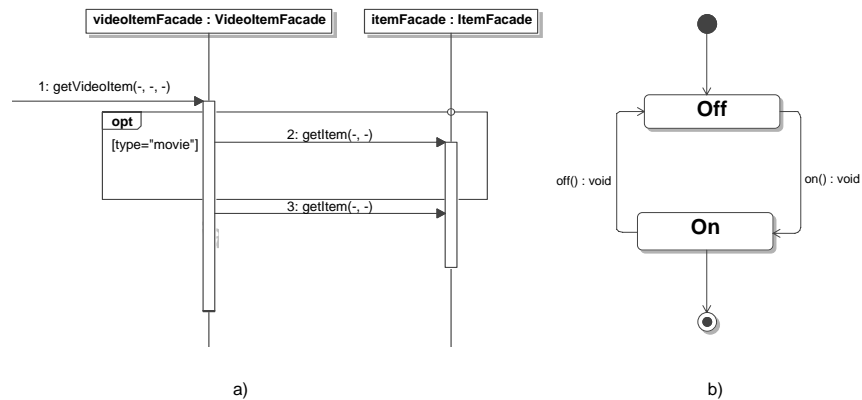 videoItemFacade : VideoItemFacade
itemFacade : ItemFacade
1: getVideoItem(-, -, -)
opt
[type="movie"]
2: getItem(-, -)
3: getItem(-, -)
a)
Off
off() : void
on() : void
On
b)